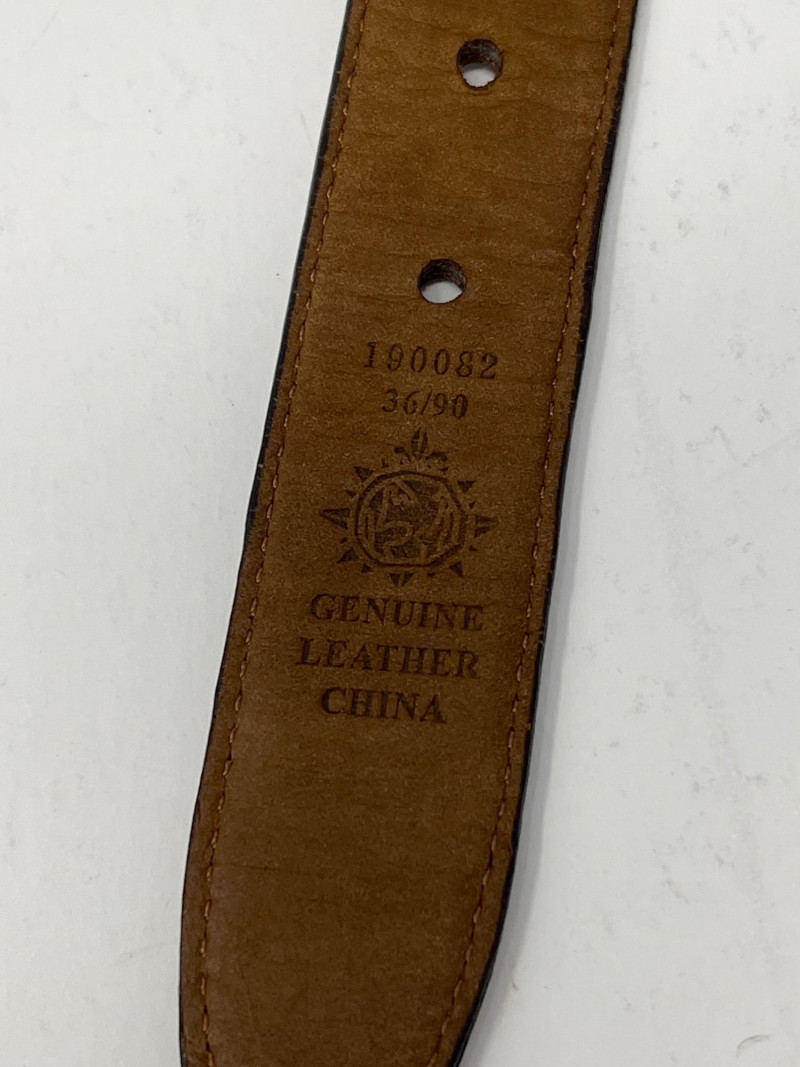 190082
36/90
GENUINE
LEATHER
CHINA